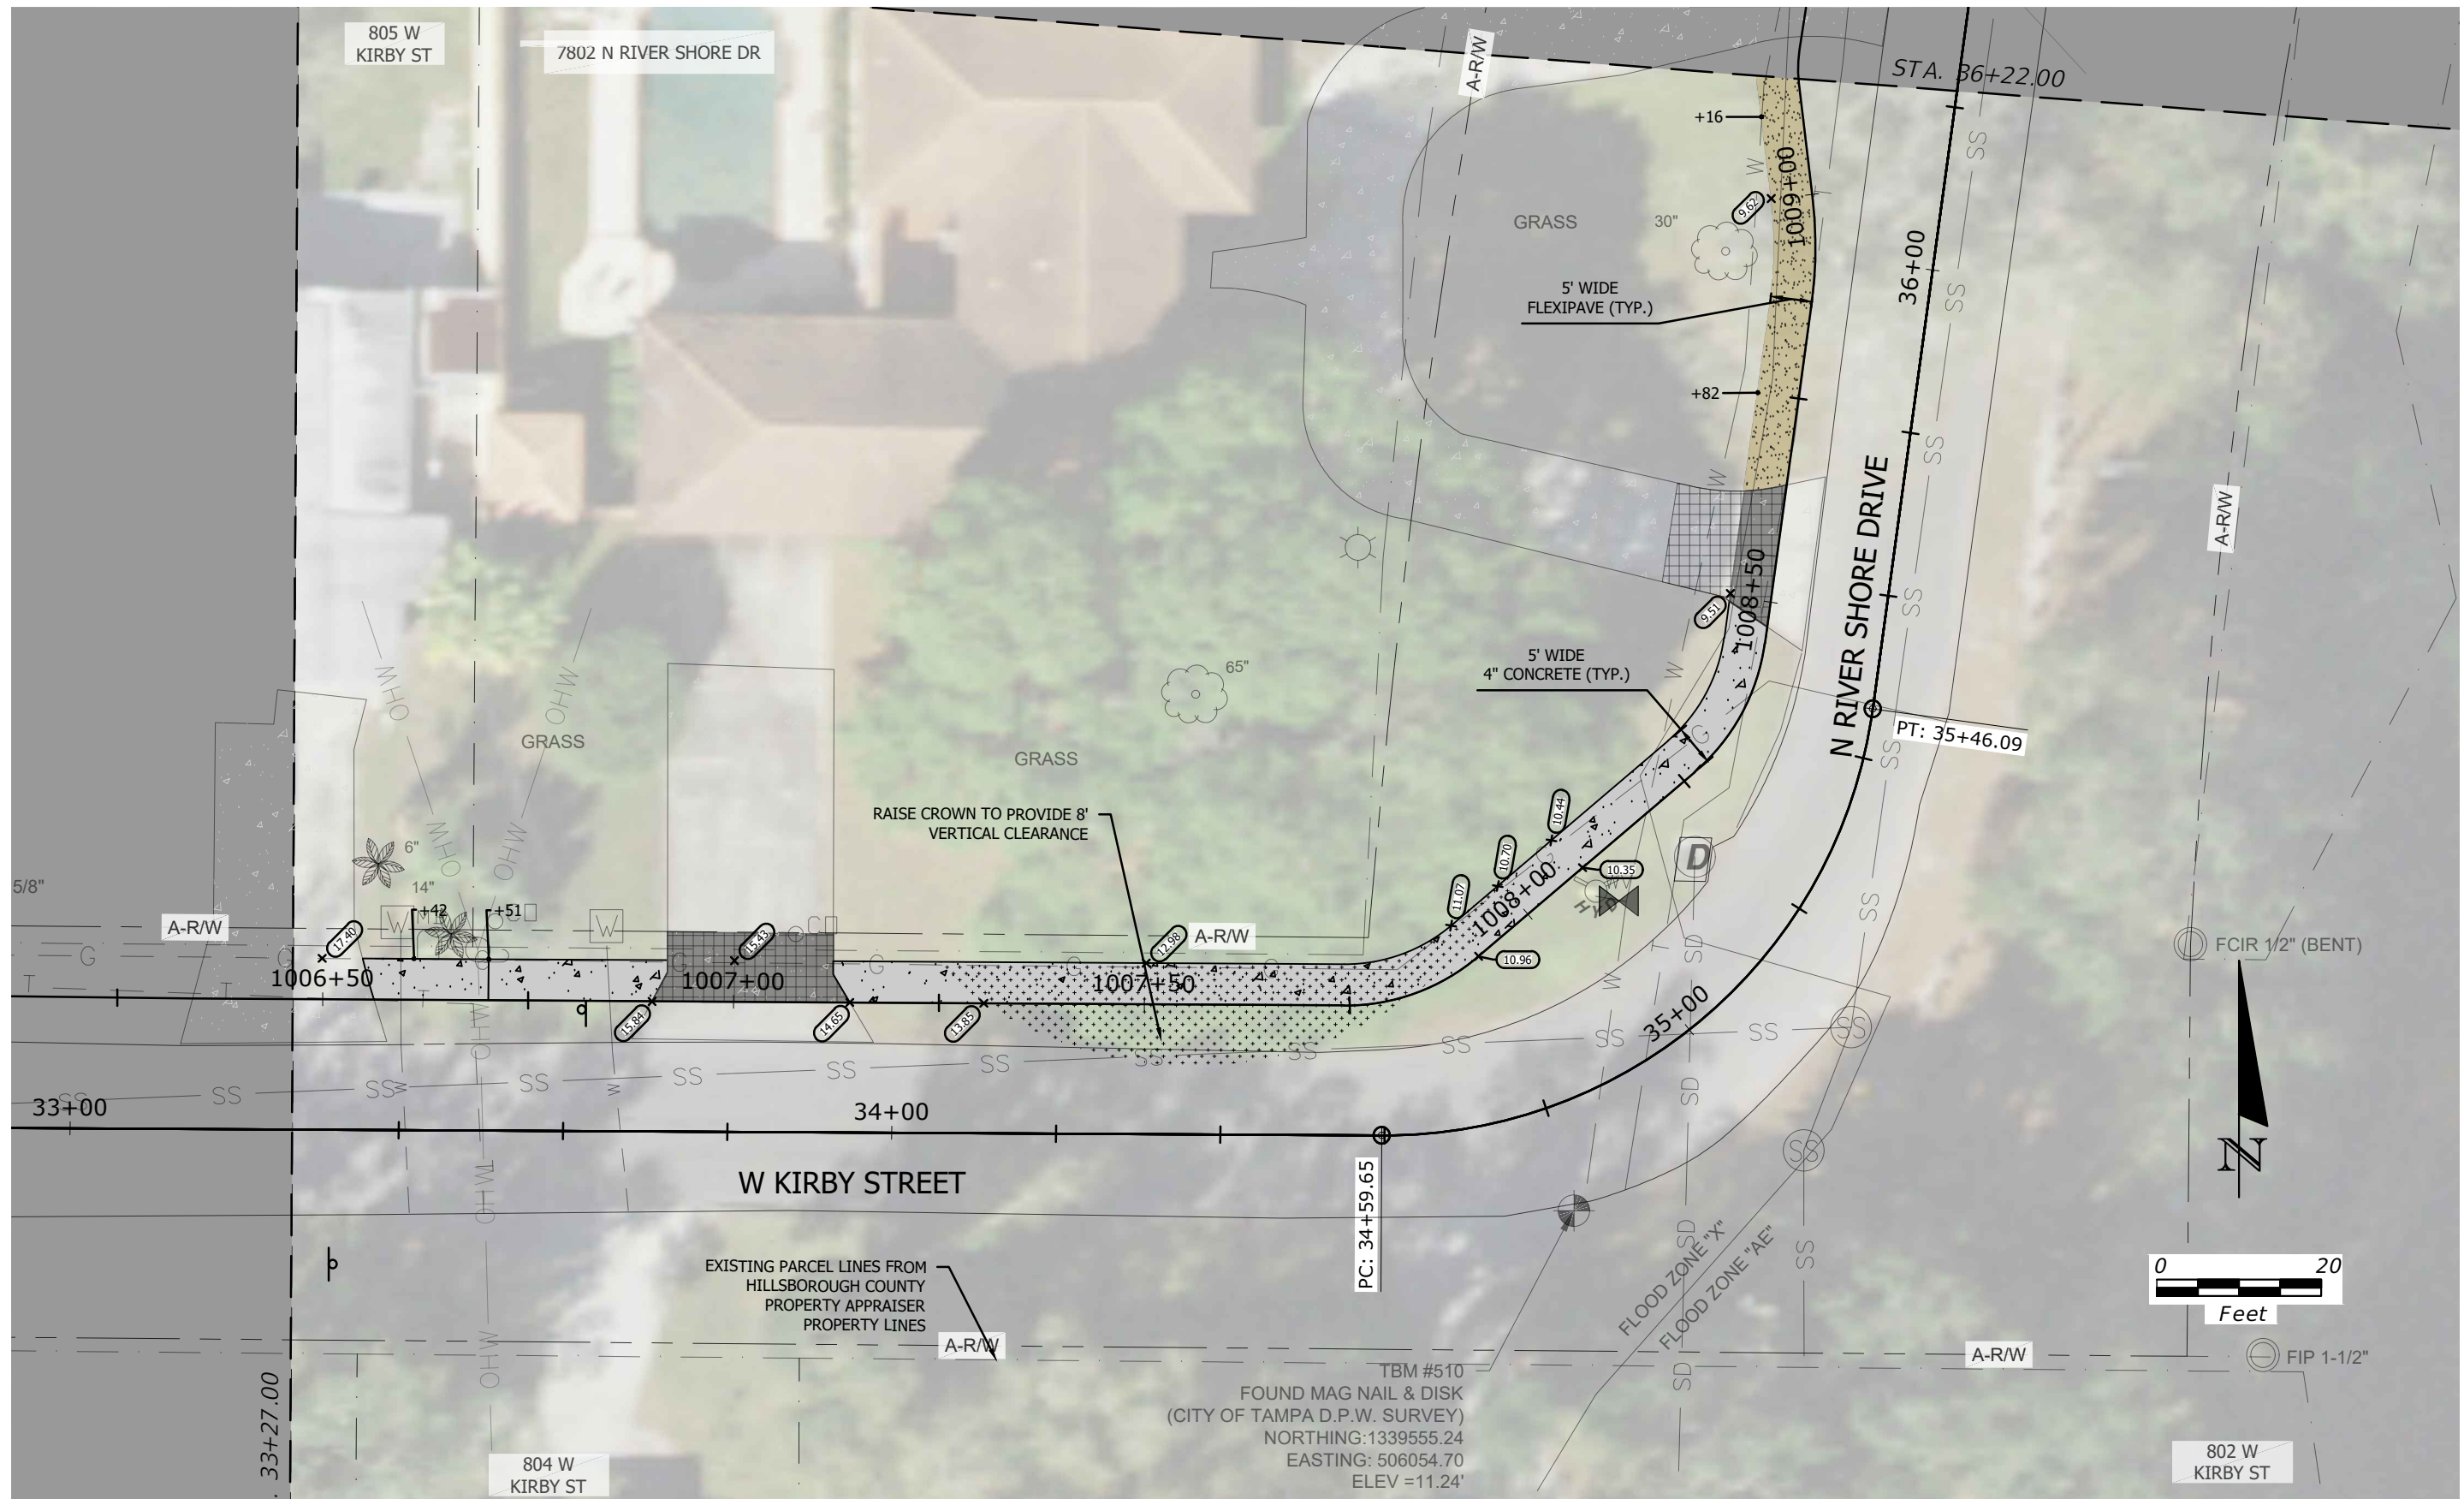 805 W
KIRBY ST
7802 N RIVER SHORE DR
A-R/W
STA. 36+22.00
+16
1009+00
9.62
GRASS
30"
5' WIDE
FLEXIPAVE (TYP.)
36+00
+82
W
SS
N RIVER SHORE DRIVE
A-R/W
1008+50
9.51
5' WIDE
4" CONCRETE (TYP.)
PT: 35+46.09
65"
GRASS
GRASS
OHW
OHW
RAISE CROWN TO PROVIDE 8'
VERTICAL CLEARANCE
6"
14"
5/8"
A-R/W
+42
+51
W
W
17.40
15.43
12.98
A-R/W
11.07
10.70
10.44
10.35
10.96
1008+00
D
HYD
FCIR 1/2" (BENT)
G
T
1006+50
1007+00
1007+50
15.84
14.65
13.85
35+00
SS
SD
33+00
34+00
W KIRBY STREET
PC: 34+59.65
N
EXISTING PARCEL LINES FROM
HILLSBOROUGH COUNTY
PROPERTY APPRAISER
PROPERTY LINES
FLOOD ZONE "X"
FLOOD ZONE "AE"
0 20
Feet
A-R/W
A-R/W
FIP 1-1/2"
33+27.00
TBM #510
FOUND MAG NAIL & DISK
(CITY OF TAMPA D.P.W. SURVEY)
NORTHING:1339555.24
EASTING: 506054.70
ELEV =11.24'
804 W
KIRBY ST
802 W
KIRBY ST